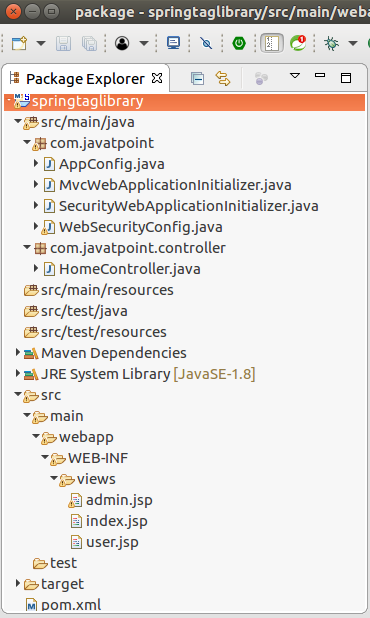 package - springtaglibrary/src/main/weba
Package Explorer
springtaglibrary
src/main/java
com.javatpoint
AppConfig.java
MvcWebApplicationInitializer.java
SecurityWebApplicationInitializer.java
WebSecurityConfig.java
com.javatpoint.controller
HomeController.java
src/main/resources
src/test/java
src/test/resources
Maven Dependencies
JRE System Library [JavaSE-1.8]
src
main
webapp
WEB-INF
views
admin.jsp
index.jsp
user.jsp
test
target
pom.xml